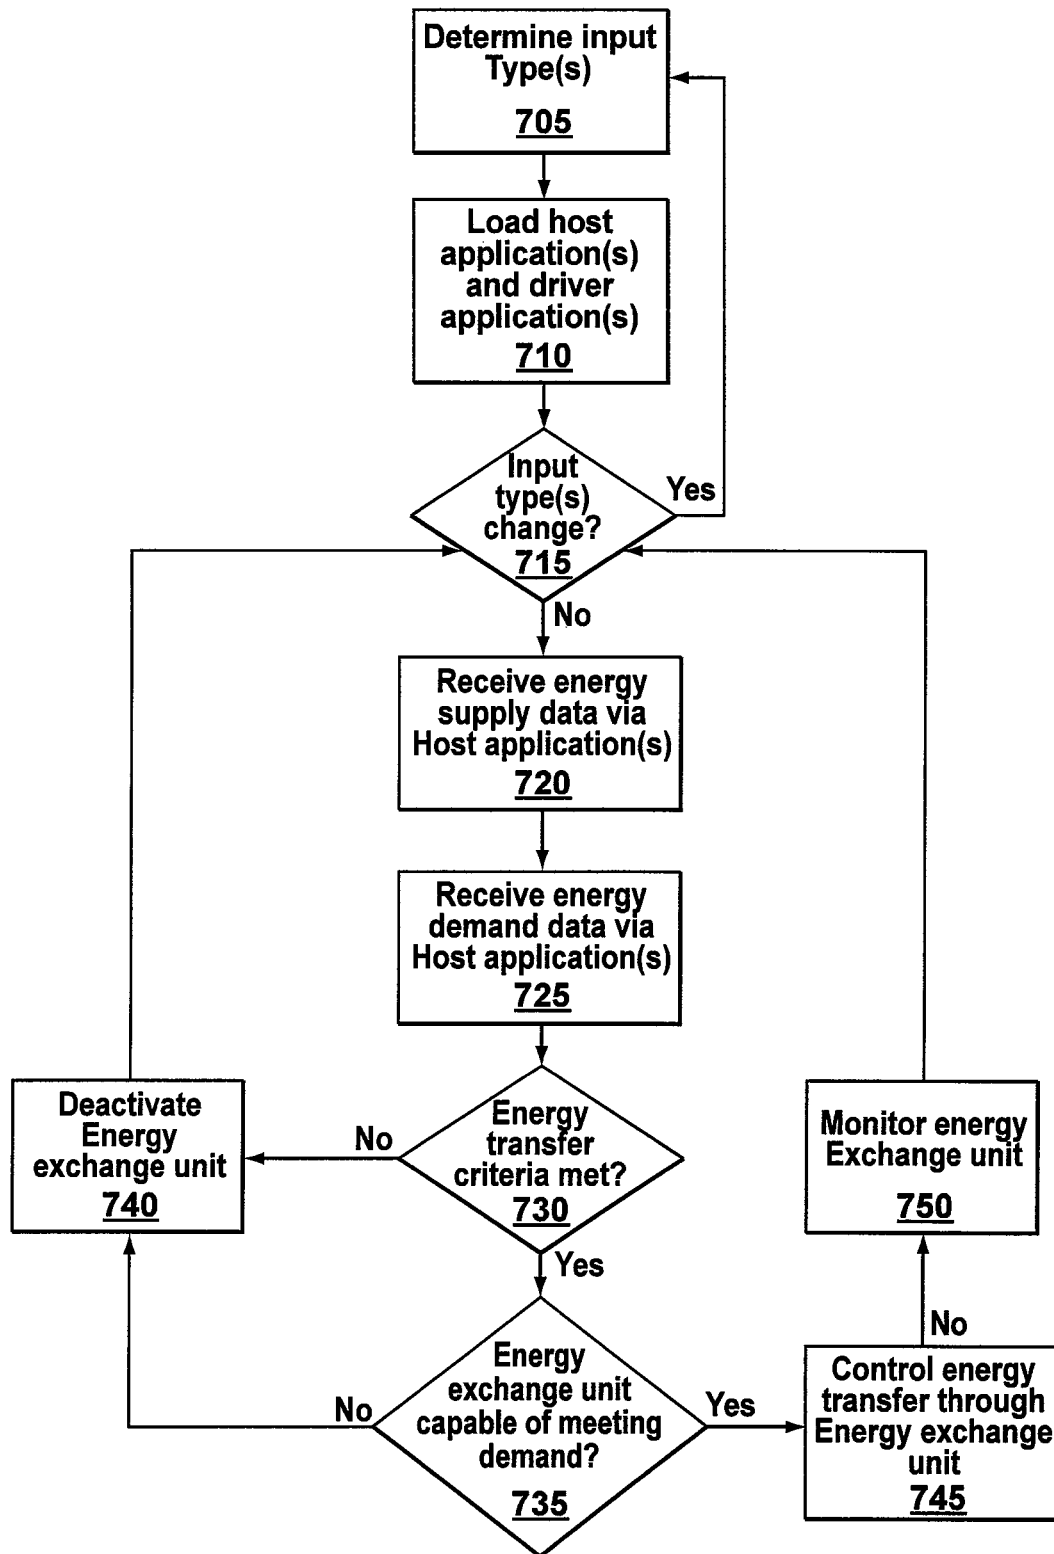 Determine input
Type(s)
705
Load host
application(s)
and driver
application(s)
710
Input
type(s)
change?
715
Yes
No
Receive energy
supply data via
Host application(s)
720
Receive energy
demand data via
Host application(s)
725
Deactivate
Energy
exchange unit
740
No
Energy
transfer
criteria met?
730
Yes
Monitor energy
Exchange unit
750
No
Energy
exchange unit
capable of meeting
demand?
735
No
Yes
Control energy
transfer through
Energy exchange
unit
745